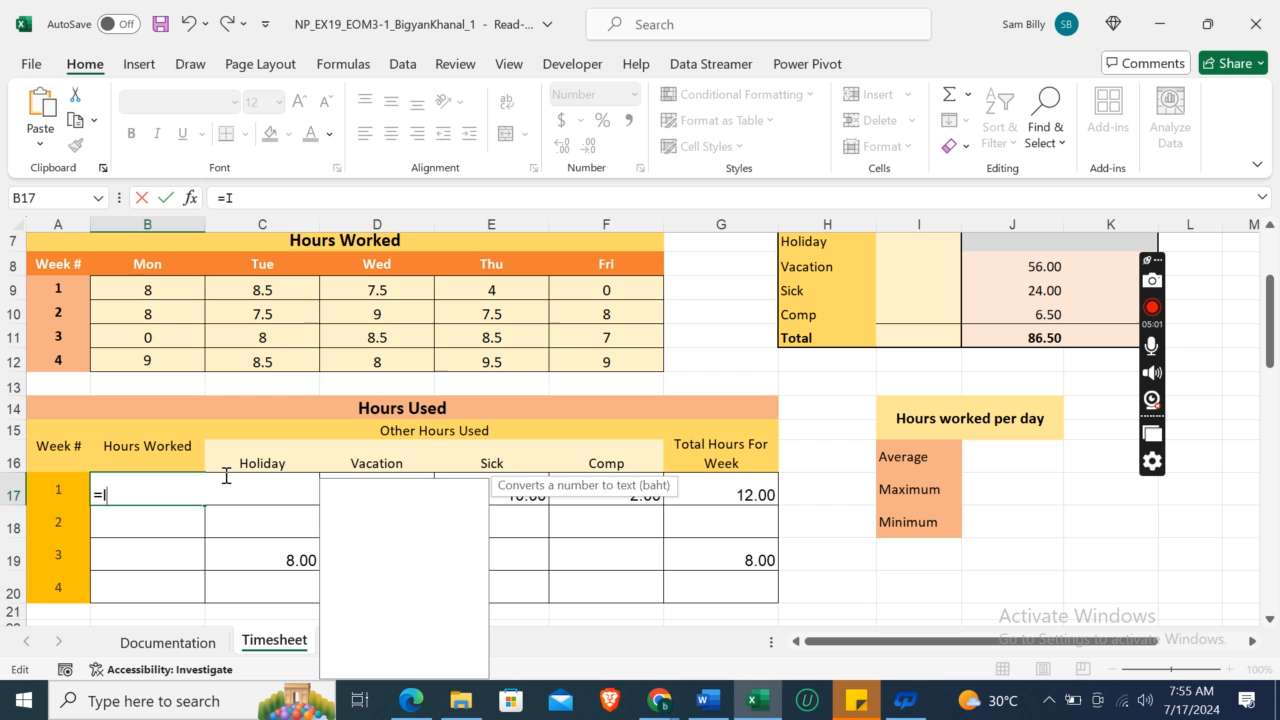 AutoSave Off NP_EX19_EOM3-1_BigyanKhanal_1 - Read-... Search Sam Billy SB
File Home Insert Draw Page Layout Formulas Data Review View Developer Help Data Streamer Power Pivot Comments Share
Paste 12 Number Conditional Formatting Insert
Format as Table Delete Sort & Find & Add-ins Analyze
Cell Styles Format Filter Select Data
Clipboard Font Alignment Number Styles Cells Editing Add-ins
B17 fx =I
A B C D E F G H I J K L M
7 Hours Worked Holiday
8 Week # Mon Tue Wed Thu Fri Vacation 56.00
9 1 8 8.5 7.5 4 0 Sick 24.00
10 2 8 7.5 9 7.5 8 Comp 6.50
11 3 0 8 8.5 8.5 7 Total 86.50
12 4 9 8.5 8 9.5 9
05:01
13
14 Hours Used
15 Other Hours Used Hours worked per day
Week # Hours Worked Total Hours For
16 Holiday Vacation Sick Comp Week Average
17 1 =I Converts a number to text (baht) 12.00 Maximum
18 2 Minimum
19 3 8.00 8.00
20 4
21
Activate Windows
Go to Settings to activate Windows.
Documentation Timesheet
Edit Accessibility: Investigate 100%
Type here to search 30°C 7:55 AM
7/17/2024